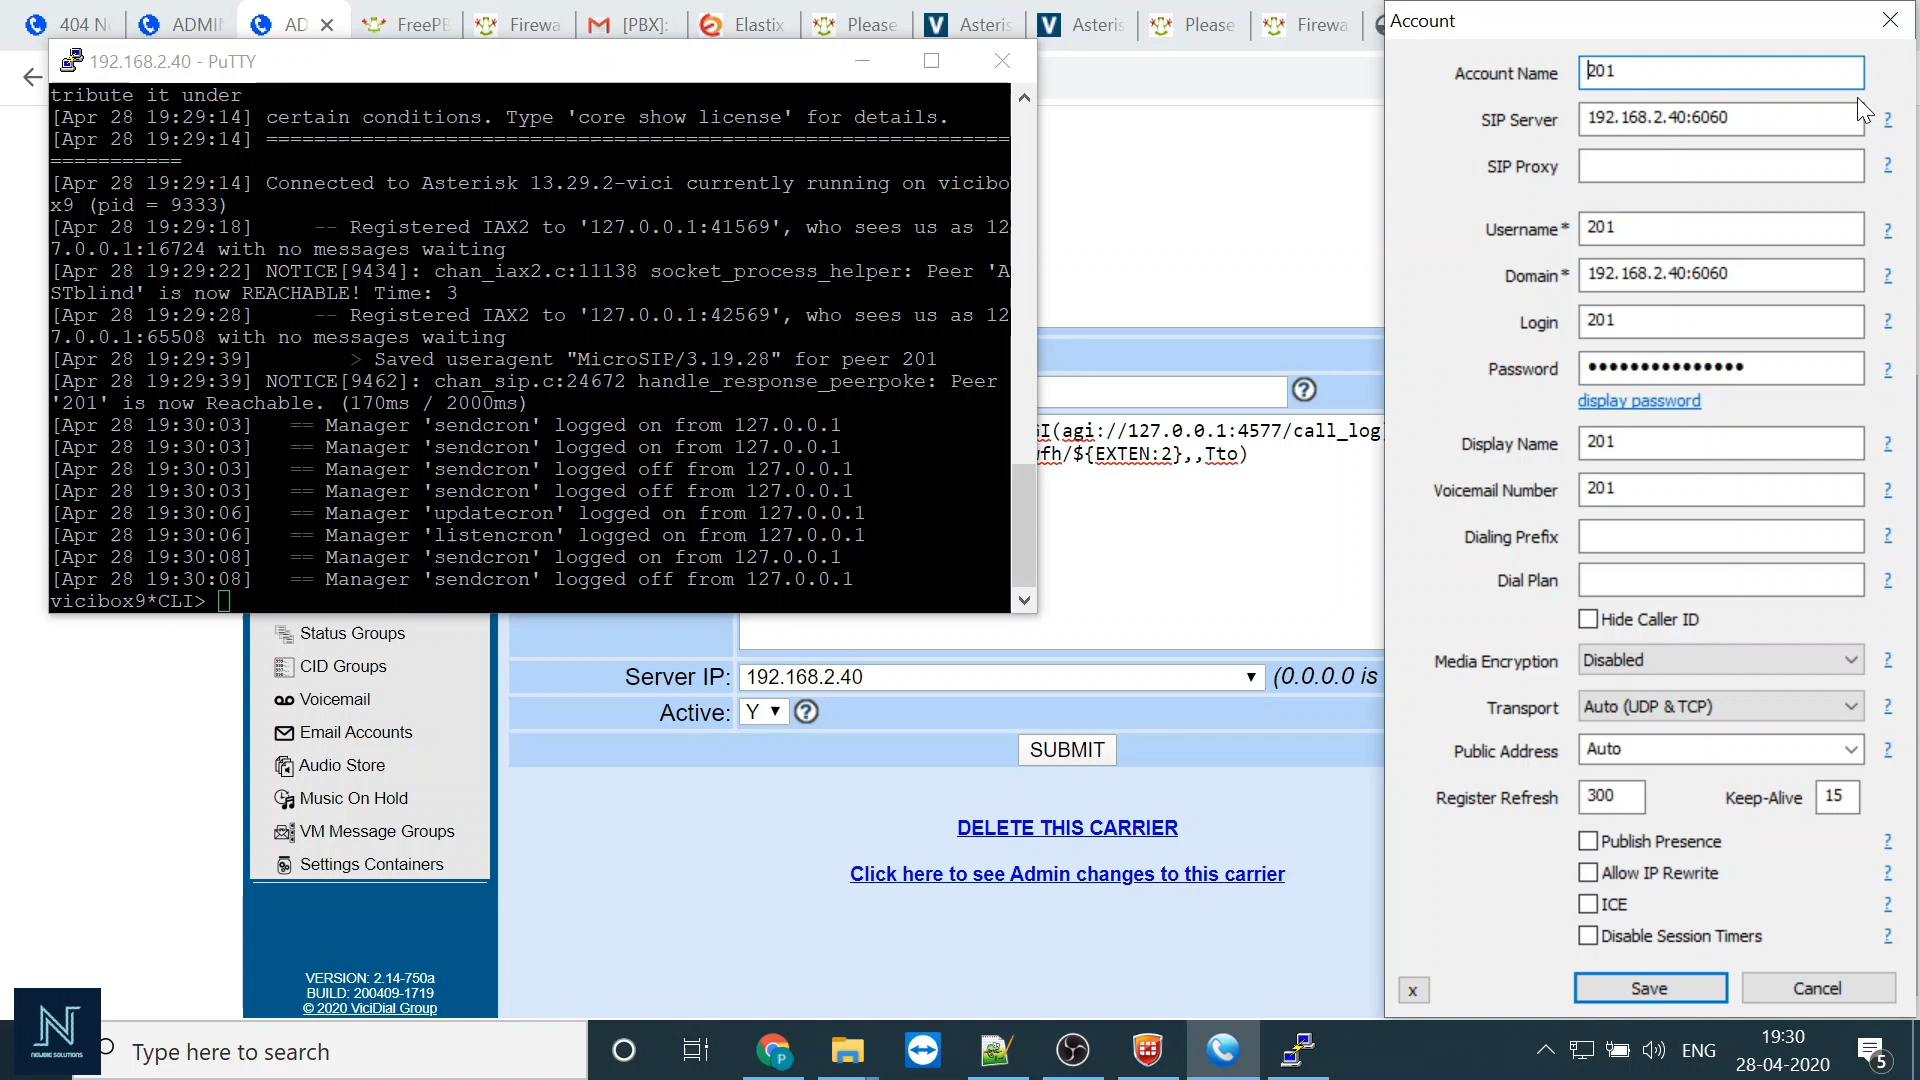 404 N
ADMI
AD
FreeP
Firewa
[PBX]:
Elastix
Please
Asteris
Asteris
Please
Firewa
192.168.2.40 - PuTTY
tribute it under
[Apr 28 19:29:14] certain conditions. Type 'core show license' for details.
[Apr 28 19:29:14] =============================================================
===========
[Apr 28 19:29:14] Connected to Asterisk 13.29.2-vici currently running on vicibo
x9 (pid = 9333)
[Apr 28 19:29:18]     -- Registered IAX2 to '127.0.0.1:41569', who sees us as 12
7.0.0.1:16724 with no messages waiting
[Apr 28 19:29:22] NOTICE[9434]: chan_iax2.c:11138 socket_process_helper: Peer 'A
STblind' is now REACHABLE! Time: 3
[Apr 28 19:29:28]     -- Registered IAX2 to '127.0.0.1:42569', who sees us as 12
7.0.0.1:65508 with no messages waiting
[Apr 28 19:29:39]        > Saved useragent "MicroSIP/3.19.28" for peer 201
[Apr 28 19:29:39] NOTICE[9462]: chan_sip.c:24672 handle_response_peerpoke: Peer
'201' is now Reachable. (170ms / 2000ms)
[Apr 28 19:30:03]   == Manager 'sendcron' logged on from 127.0.0.1
[Apr 28 19:30:03]   == Manager 'sendcron' logged on from 127.0.0.1
[Apr 28 19:30:03]   == Manager 'sendcron' logged off from 127.0.0.1
[Apr 28 19:30:03]   == Manager 'sendcron' logged off from 127.0.0.1
[Apr 28 19:30:06]   == Manager 'updatecron' logged on from 127.0.0.1
[Apr 28 19:30:06]   == Manager 'listencron' logged on from 127.0.0.1
[Apr 28 19:30:08]   == Manager 'sendcron' logged on from 127.0.0.1
[Apr 28 19:30:08]   == Manager 'sendcron' logged off from 127.0.0.1
vicibox9*CLI>
GI(agi://127.0.0.1:4577/call_log
vfh/${EXTEN:2},,Tto)
Status Groups
CID Groups
Voicemail
Email Accounts
Audio Store
Music On Hold
VM Message Groups
Settings Containers
VERSION: 2.14-750a
BUILD: 200409-1719
© 2020 ViciDial Group
Server IP: 192.168.2.40 (0.0.0.0 is
Active: Y
SUBMIT
DELETE THIS CARRIER
Click here to see Admin changes to this carrier
Account
Account Name 201
SIP Server 192.168.2.40:6060 ?
SIP Proxy ?
Username* 201 ?
Domain* 192.168.2.40:6060 ?
Login 201 ?
Password ••••••••••••••• ?
display password
Display Name 201 ?
Voicemail Number 201 ?
Dialing Prefix ?
Dial Plan ?
Hide Caller ID
Media Encryption Disabled ?
Transport Auto (UDP & TCP) ?
Public Address Auto ?
Register Refresh 300 Keep-Alive 15
Publish Presence ?
Allow IP Rewrite ?
ICE ?
Disable Session Timers ?
x Save Cancel
N
NEWBIE SOLUTIONS
Type here to search
ENG
19:30
28-04-2020
5